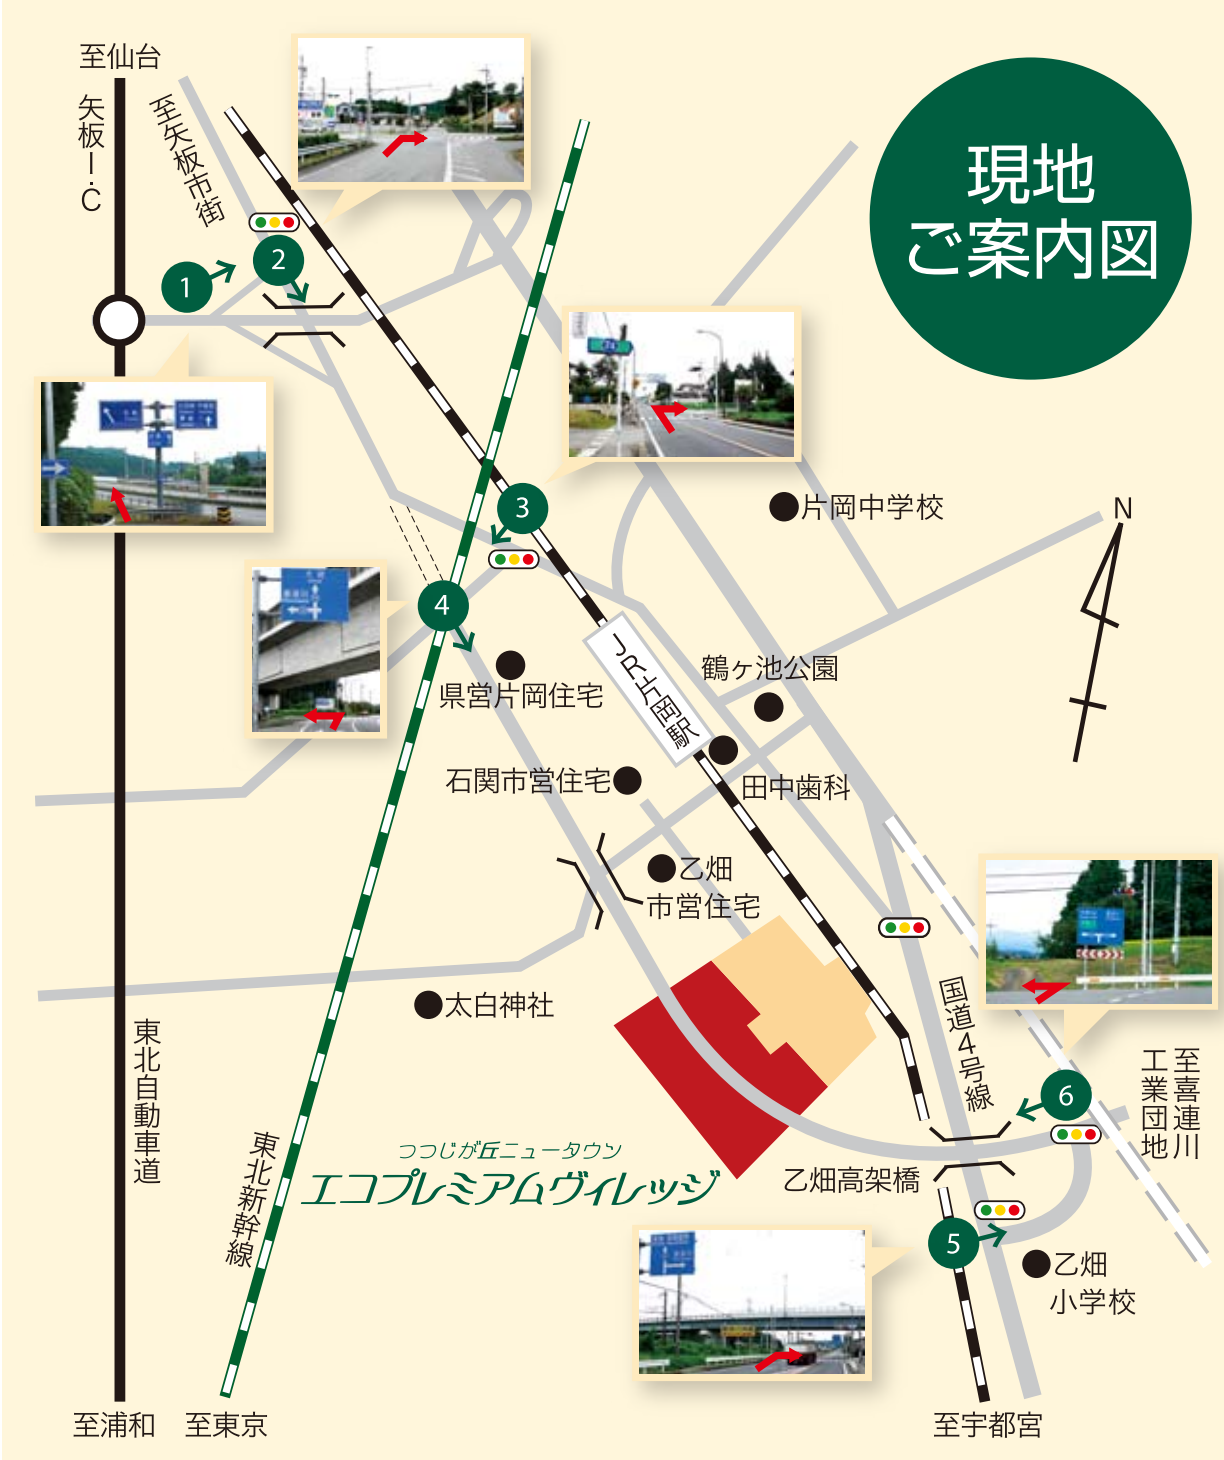 現地
ご案内図
至仙台
矢板I・C
至矢板市街
1
2
3
4
片岡中学校
N
県営片岡住宅
JR片岡駅
鶴ヶ池公園
石関市営住宅
田中歯科
乙畑
市営住宅
太白神社
国道4号線
至喜連川
工業団地
6
東北自動車道
東北新幹線
つつじが丘ニュータウン
エコプレミアムヴィレッジ
乙畑高架橋
5
乙畑
小学校
至浦和
至東京
至宇都宮